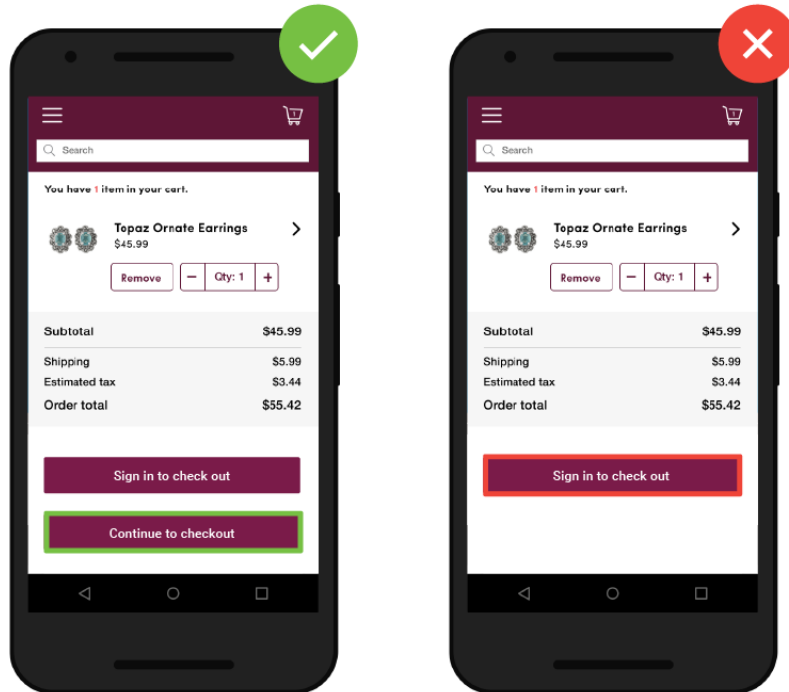 1
Search
You have 1 item in your cart.
Topaz Ornate Earrings
$45.99
Remove
− Qty: 1 +
Subtotal $45.99
Shipping $5.99
Estimated tax $3.44
Order total $55.42
Sign in to check out
Continue to checkout
1
Search
You have 1 item in your cart.
Topaz Ornate Earrings
$45.99
Remove
− Qty: 1 +
Subtotal $45.99
Shipping $5.99
Estimated tax $3.44
Order total $55.42
Sign in to check out